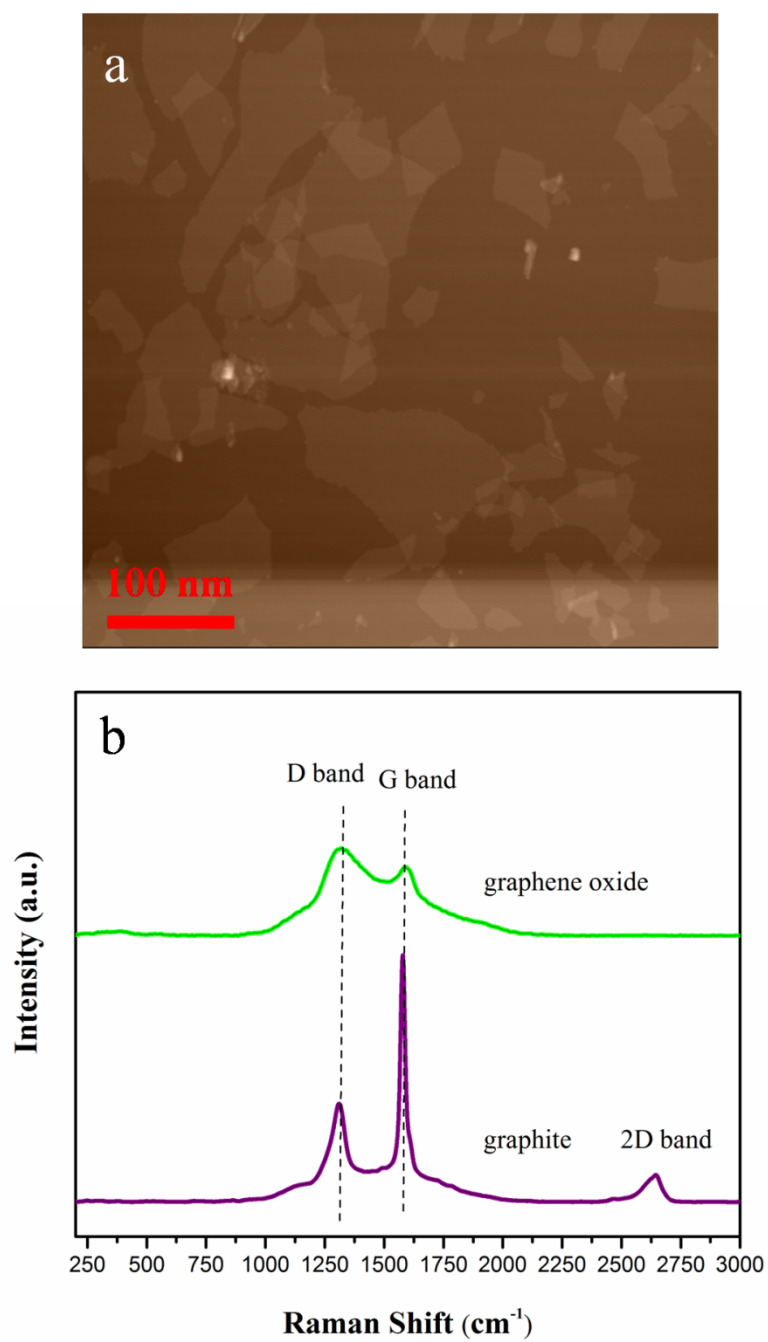 a
100 nm
b
D band
G band
graphene oxide
graphite
2D band
Intensity (a.u.)
250 500 750 1000 1250 1500 1750 2000 2250 2500 2750 3000
Raman Shift (cm⁻¹)